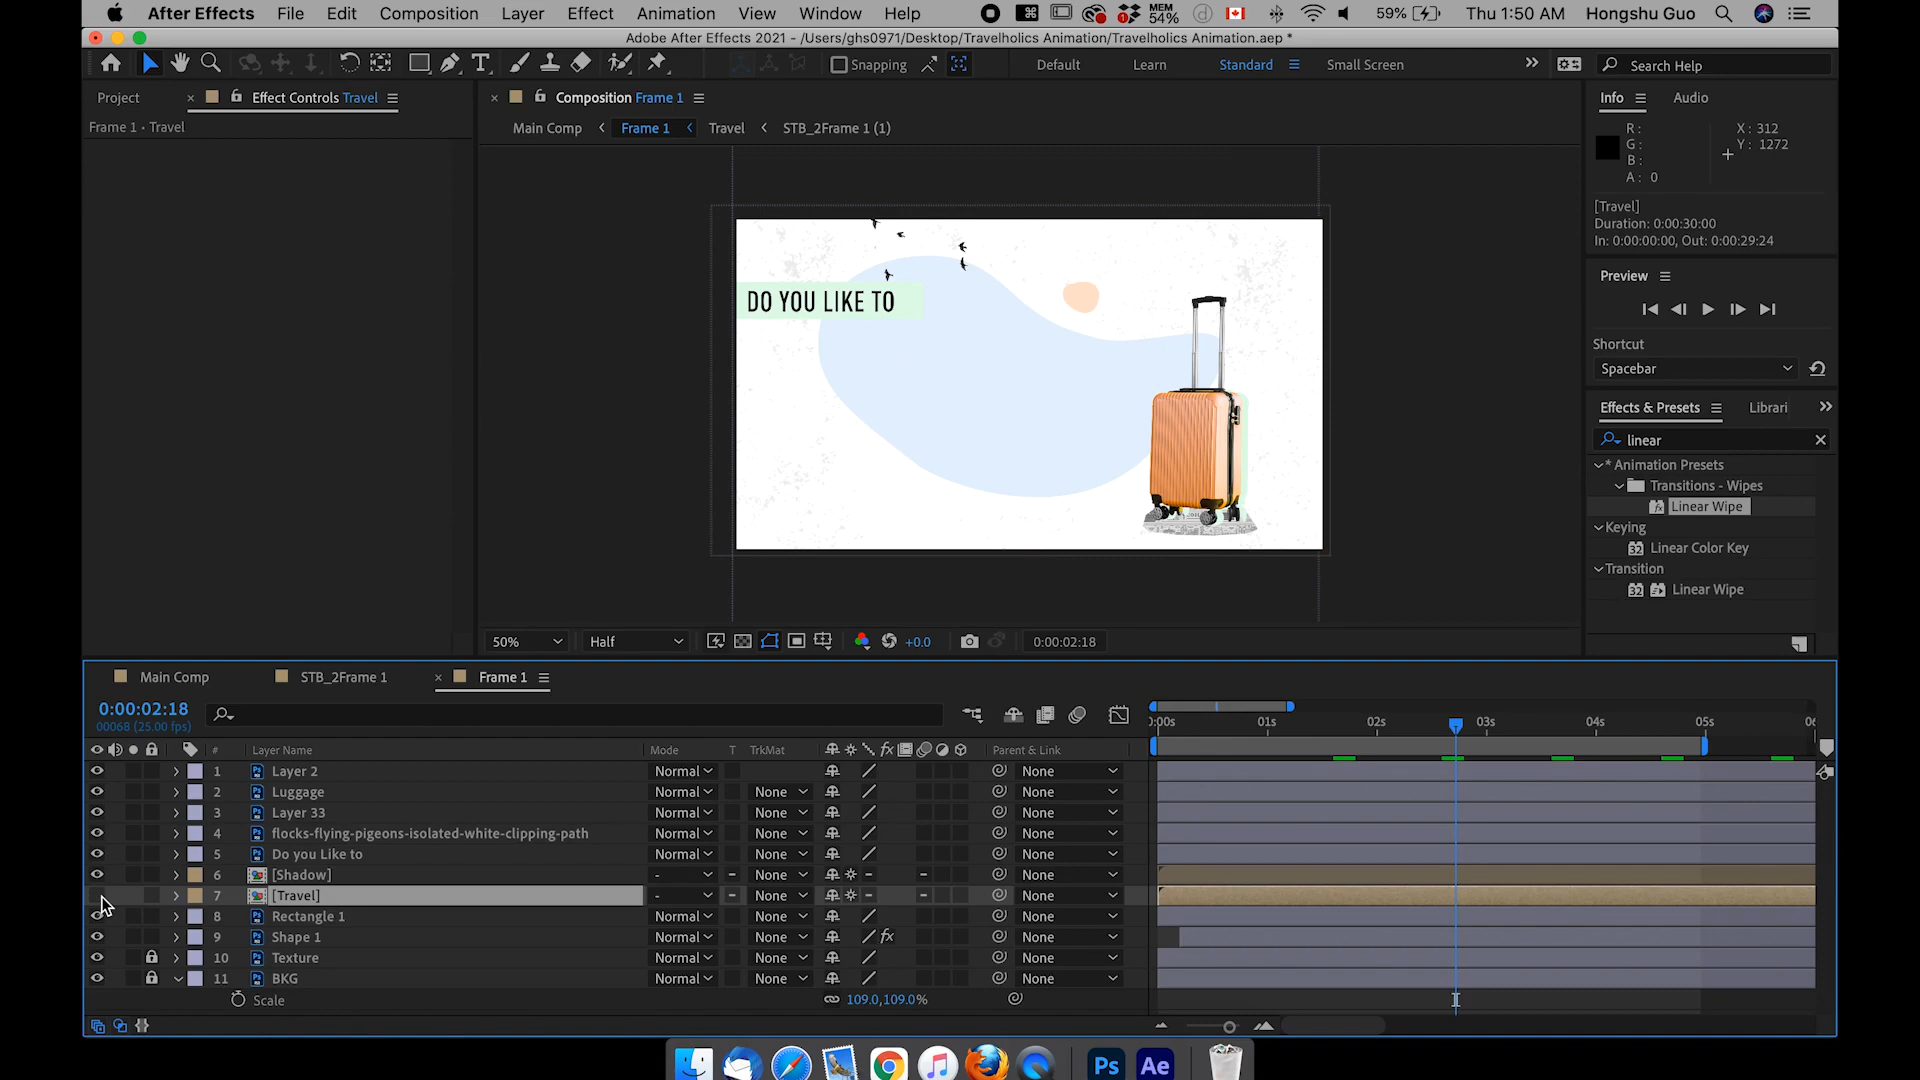 After Effects File Edit Composition Layer Effect Animation View Window Help MEM 54% 59% Thu 1:50 AM Hongshu Guo
Adobe After Effects 2021 - /Users/ghs0971/Desktop/Travelholics Animation/Travelholics Animation.aep *
Snapping Default Learn Standard Small Screen Search Help
Project Effect Controls Travel Composition Frame 1 Info Audio
Frame 1 • Travel Main Comp Frame 1 Travel STB_2Frame 1 (1)
R: X: 312
G: Y: 1272
B:
A: 0
[Travel]
Duration: 0:00:30:00
In: 0:00:00:00, Out: 0:00:29:24
Preview
DO YOU LIKE TO
Shortcut
Spacebar
Effects & Presets Librari
linear
* Animation Presets
Transitions - Wipes
Linear Wipe
Keying
32 Linear Color Key
Transition
32 Linear Wipe
50% Half +0.0 0:00:02:18
Main Comp STB_2Frame 1 Frame 1
0:00:02:18
00068 (25.00 fps)
:00s 01s 02s 03s 04s 05s 06
# Layer Name Mode T TrkMat fx Parent & Link
1 Layer 2 Normal None
2 Luggage Normal None None
3 Layer 33 Normal None None
4 flocks-flying-pigeons-isolated-white-clipping-path Normal None None
5 Do you Like to Normal None None
6 [Shadow] - None None
7 [Travel] - None None
8 Rectangle 1 Normal None None
9 Shape 1 Normal None fx None
10 Texture Normal None None
11 BKG Normal None None
Scale 109.0,109.0%
Ps Ae